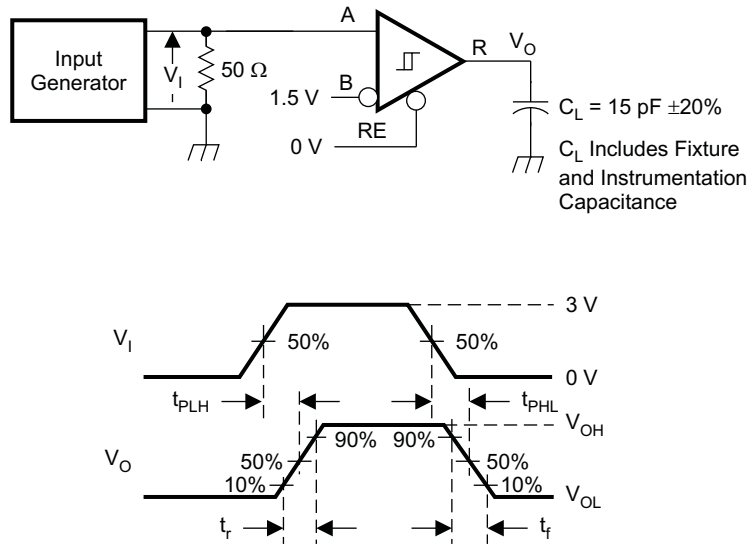 Input
Generator
V_I
50 Ω
A
B
1.5 V
RE
0 V
R
V_O
C_L = 15 pF ±20%
C_L Includes Fixture
and Instrumentation
Capacitance
V_I
50%
50%
3 V
0 V
t_PLH
t_PHL
V_O
90%
90%
50%
50%
10%
10%
V_OH
V_OL
t_r
t_f